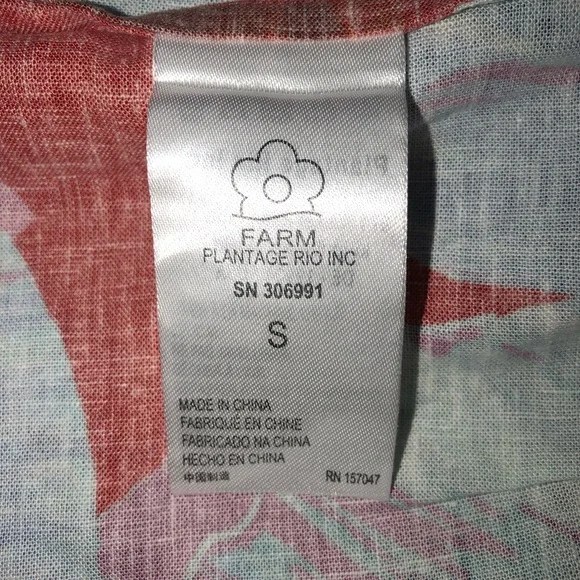 FARM
PLANTAGE RIO INC
SN 306991
S
MADE IN CHINA
FABRIQUÉ EN CHINE
FABRICADO NA CHINA
HECHO EN CHINA
中国制造
RN 157047